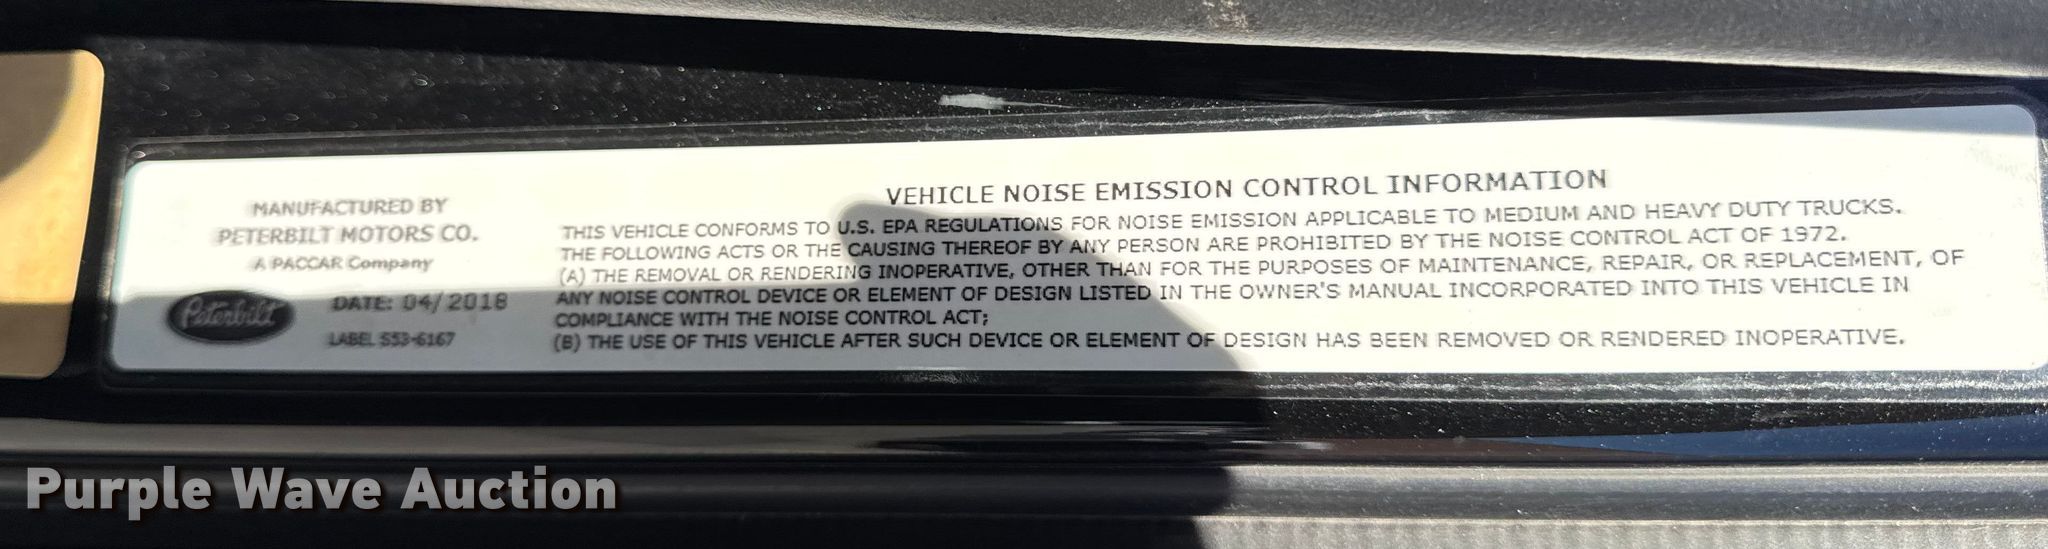 MANUFACTURED BY
PETERBILT MOTORS CO.
A PACCAR Company
Peterbilt
DATE: 04/2018
LABEL S53-6167
VEHICLE NOISE EMISSION CONTROL INFORMATION
THIS VEHICLE CONFORMS TO U.S. EPA REGULATIONS FOR NOISE EMISSION APPLICABLE TO MEDIUM AND HEAVY DUTY TRUCKS.
THE FOLLOWING ACTS OR THE CAUSING THEREOF BY ANY PERSON ARE PROHIBITED BY THE NOISE CONTROL ACT OF 1972.
(A) THE REMOVAL OR RENDERING INOPERATIVE, OTHER THAN FOR THE PURPOSES OF MAINTENANCE, REPAIR, OR REPLACEMENT, OF
ANY NOISE CONTROL DEVICE OR ELEMENT OF DESIGN LISTED IN THE OWNER'S MANUAL INCORPORATED INTO THIS VEHICLE IN
COMPLIANCE WITH THE NOISE CONTROL ACT;
(B) THE USE OF THIS VEHICLE AFTER SUCH DEVICE OR ELEMENT OF DESIGN HAS BEEN REMOVED OR RENDERED INOPERATIVE.
Purple Wave Auction